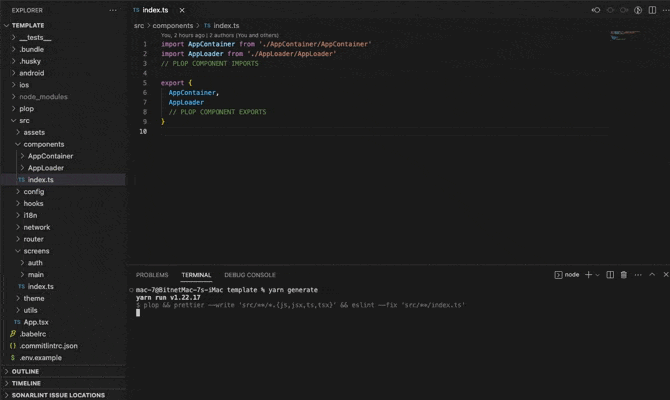 EXPLORER
TEMPLATE
__tests__
.bundle
.husky
android
ios
node_modules
plop
src
assets
components
AppContainer
AppLoader
TS index.ts
config
hooks
i18n
network
router
screens
auth
main
TS index.ts
theme
utils
TS App.tsx
.babelrc
.commitlintrc.json
.env.example
OUTLINE
TIMELINE
SONARLINT ISSUE LOCATIONS
TS index.ts
src > components > TS index.ts
You, 2 hours ago | 2 authors (You and others)
1 import AppContainer from './AppContainer/AppContainer'
2 import AppLoader from './AppLoader/AppLoader'
3 // PLOP COMPONENT IMPORTS
4
5 export {
6 AppContainer,
7 AppLoader
8 // PLOP COMPONENT EXPORTS
9 }
10
PROBLEMS TERMINAL DEBUG CONSOLE node
mac-7@BitnetMac-7s-iMac template % yarn generate
yarn run v1.22.17
$ plop && prettier --write 'src/**/*.{js,jsx,ts,tsx}' && eslint --fix 'src/**/index.ts'